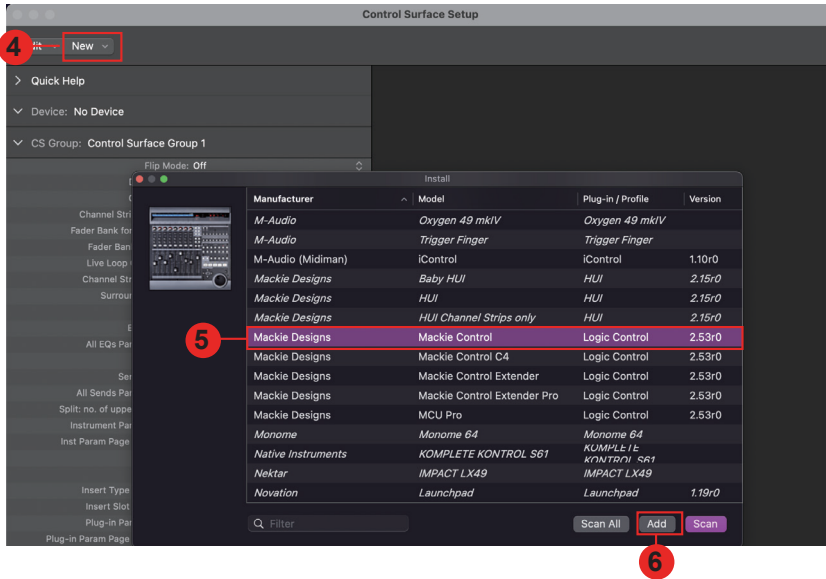 Control Surface Setup
4
New
Quick Help
Device: No Device
CS Group: Control Surface Group 1
Flip Mode: Off
Install
Manufacturer Model Plug-in / Profile Version
M-Audio Oxygen 49 mkIV Oxygen 49 mkIV
M-Audio Trigger Finger Trigger Finger
M-Audio (Midiman) iControl iControl 1.10r0
Mackie Designs Baby HUI HUI 2.15r0
Mackie Designs HUI HUI 2.15r0
Mackie Designs HUI Channel Strips only HUI 2.15r0
5 Mackie Designs Mackie Control Logic Control 2.53r0
Mackie Designs Mackie Control C4 Logic Control 2.53r0
Mackie Designs Mackie Control Extender Logic Control 2.53r0
Mackie Designs Mackie Control Extender Pro Logic Control 2.53r0
Mackie Designs MCU Pro Logic Control 2.53r0
Monome Monome 64 Monome 64
Native Instruments KOMPLETE KONTROL S61 KOMPLETE KONTROL S61
Nektar IMPACT LX49 IMPACT LX49
Novation Launchpad Launchpad 1.19r0
Filter Scan All Add Scan
6
Channel Stri
Fader Bank for
Fader Ban
Live Loop
Channel Str
Surrou
All EQs Par
Ser
All Sends Par
Split: no. of uppe
Instrument Par
Inst Param Page
Insert Type
Insert Slot
Plug-in Par
Plug-in Param Page